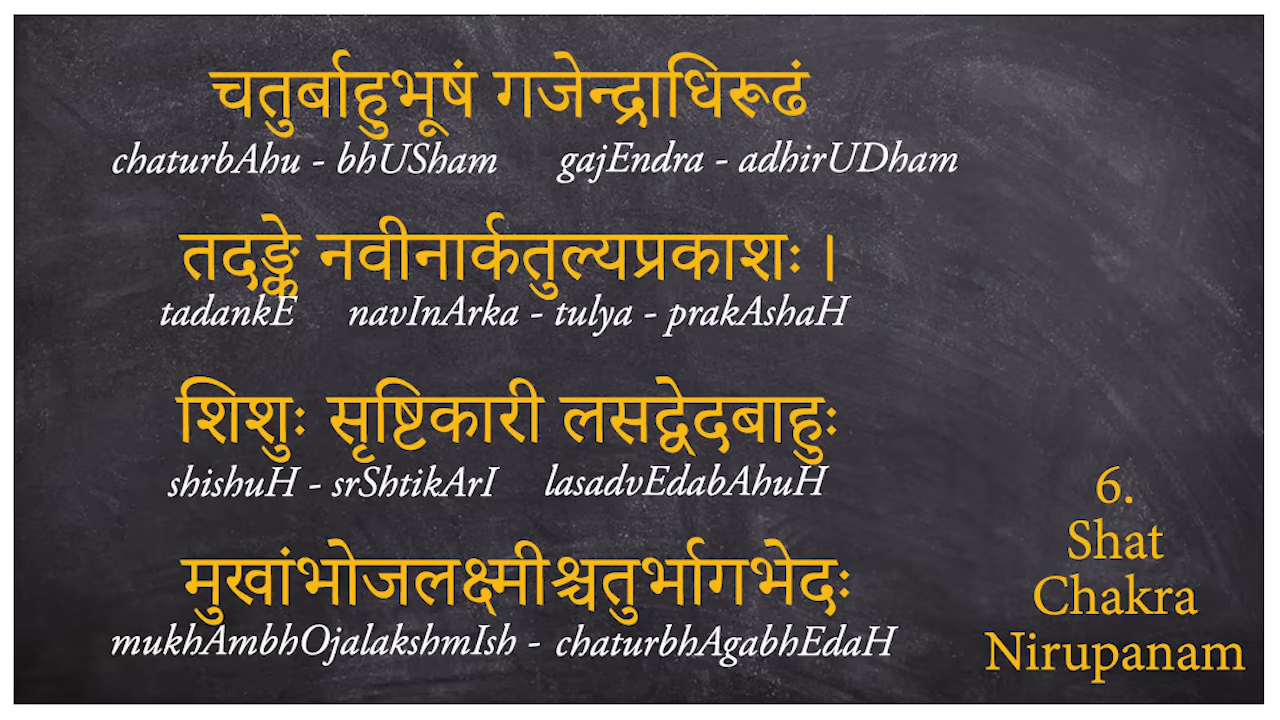 चतुर्बाहुभूषं गजेन्द्राधिरूढं
chaturbAhu - bhUSham gajEndra - adhirUDham
तदङ्के नवीनार्कतुल्यप्रकाशः ।
tadankE navInArka - tulya - prakAshaH
शिशुः सृष्टिकारी लसद्वेदबाहुः
shishuH - srShtikArI lasadvEdabAhuH
मुखांभोजलक्ष्मीश्चतुर्भागभेदः
mukhAmbhOjalakshmIsh - chaturbhAgabhEdaH
6.
Shat
Chakra
Nirupanam